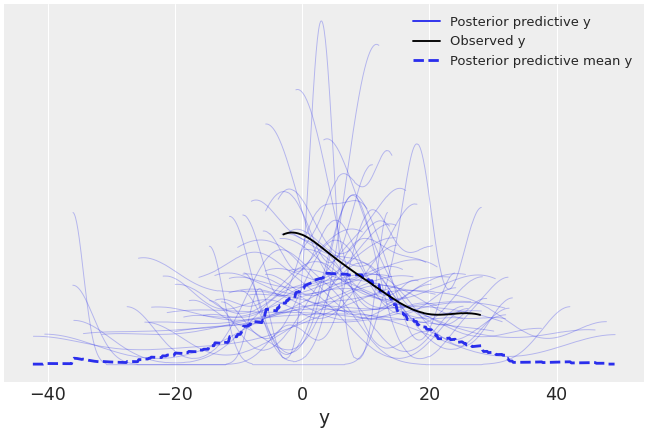 Posterior predictive y
Observed y
Posterior predictive mean y
−40 −20 0 20 40
y